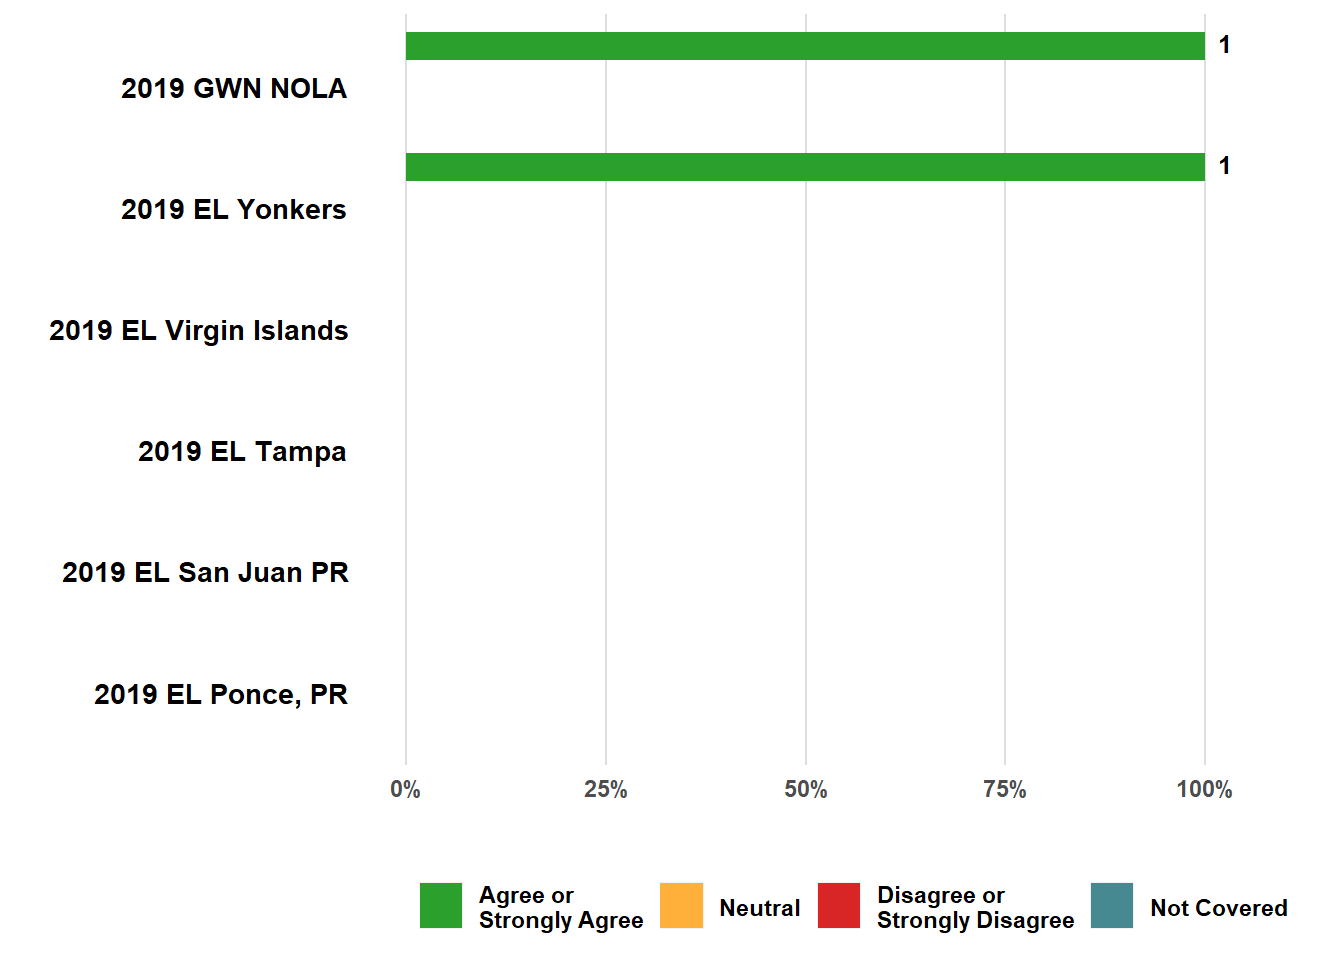 1
2019 GWN NOLA
1
2019 EL Yonkers
2019 EL Virgin Islands
2019 EL Tampa
2019 EL San Juan PR
2019 EL Ponce, PR
0% 25% 50% 75% 100%
Agree or
Strongly Agree
Neutral
Disagree or
Strongly Disagree
Not Covered